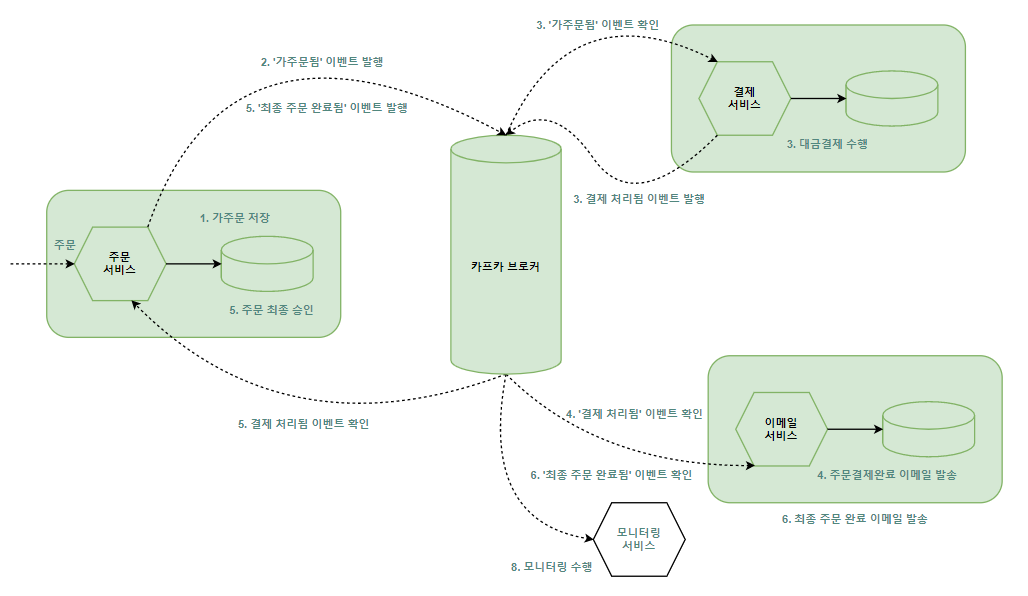 3. '가주문됨' 이벤트 확인
2. '가주문됨' 이벤트 발행
5. '최종 주문 완료됨' 이벤트 발행
결제
서비스
3. 대금결제 수행
3. 결제 처리됨 이벤트 발행
1. 가주문 저장
주문
주문
서비스
5. 주문 최종 승인
카프카 브로커
5. 결제 처리됨 이벤트 확인
4. '결제 처리됨' 이벤트 확인
이메일
서비스
4. 주문결제완료 이메일 발송
6. '최종 주문 완료됨' 이벤트 확인
6. 최종 주문 완료 이메일 발송
모니터링
서비스
8. 모니터링 수행